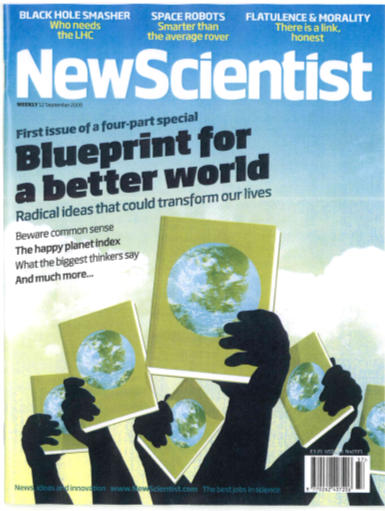 BLACK HOLE SMASHER
Who needs
the LHC
SPACE ROBOTS
Smarter than
the average rover
FLATULENCE & MORALITY
There is a link,
honest
NewScientist
WEEKLY 12 September 2009
First issue of a four-part special
Blueprint for
a better world
Radical ideas that could transform our lives
Beware common sense
The happy planet index
What the biggest thinkers say
And much more...
News, ideas and innovation www.NewScientist.com The best jobs in science